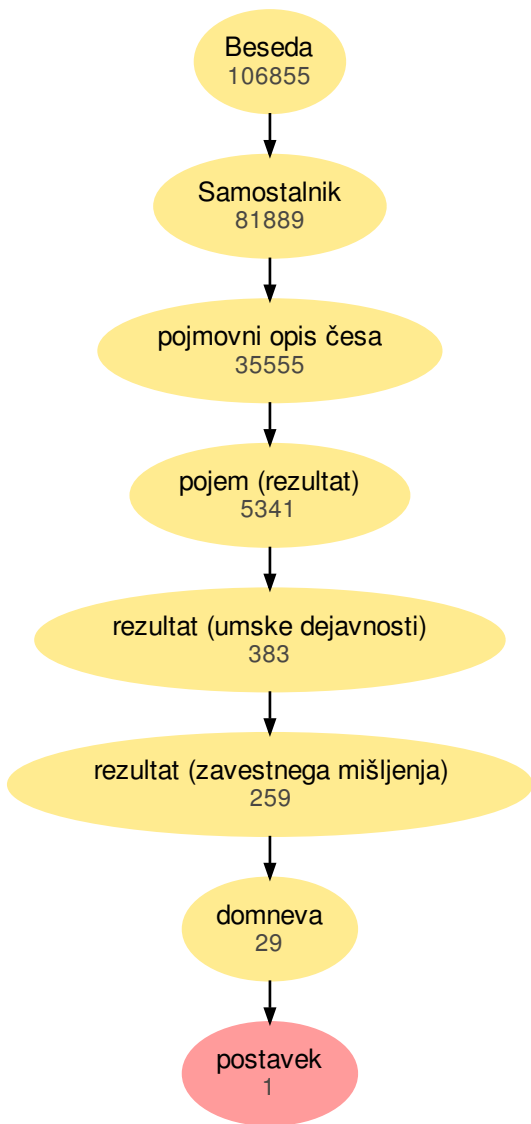 Beseda
106855
Samostalnik
81889
pojmovni opis česa
35555
pojem (rezultat)
5341
rezultat (umske dejavnosti)
383
rezultat (zavestnega mišljenja)
259
domneva
29
postavek
1